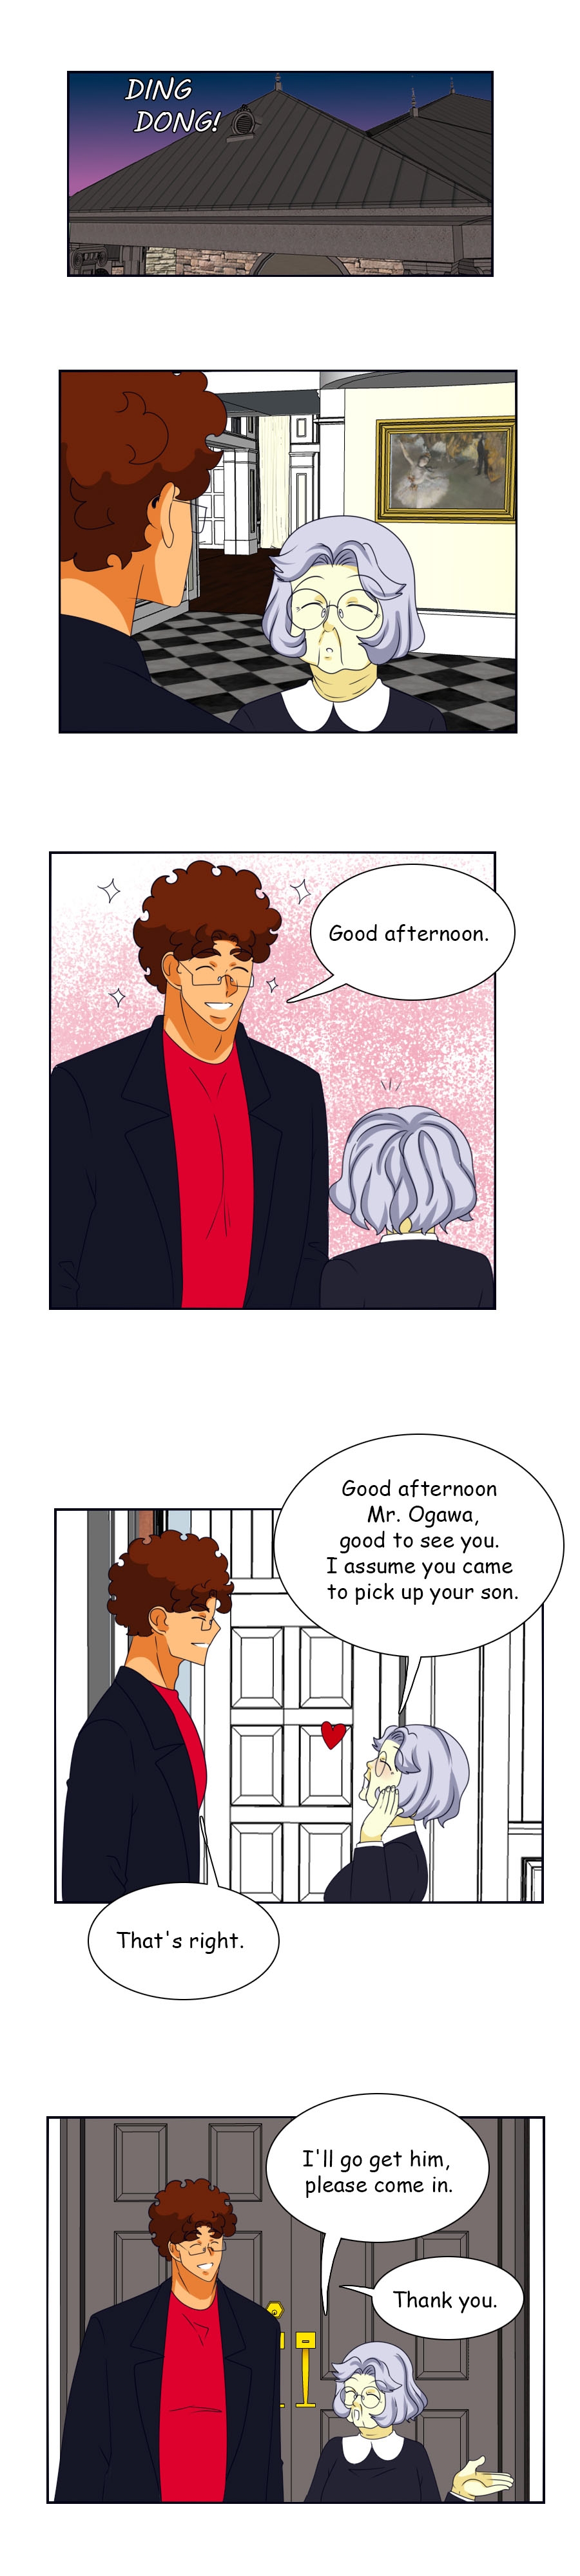 DING
DONG!
Good afternoon.
Good afternoon
Mr. Ogawa,
good to see you.
I assume you came
to pick up your son.
That's right.
I'll go get him,
please come in.
Thank you.